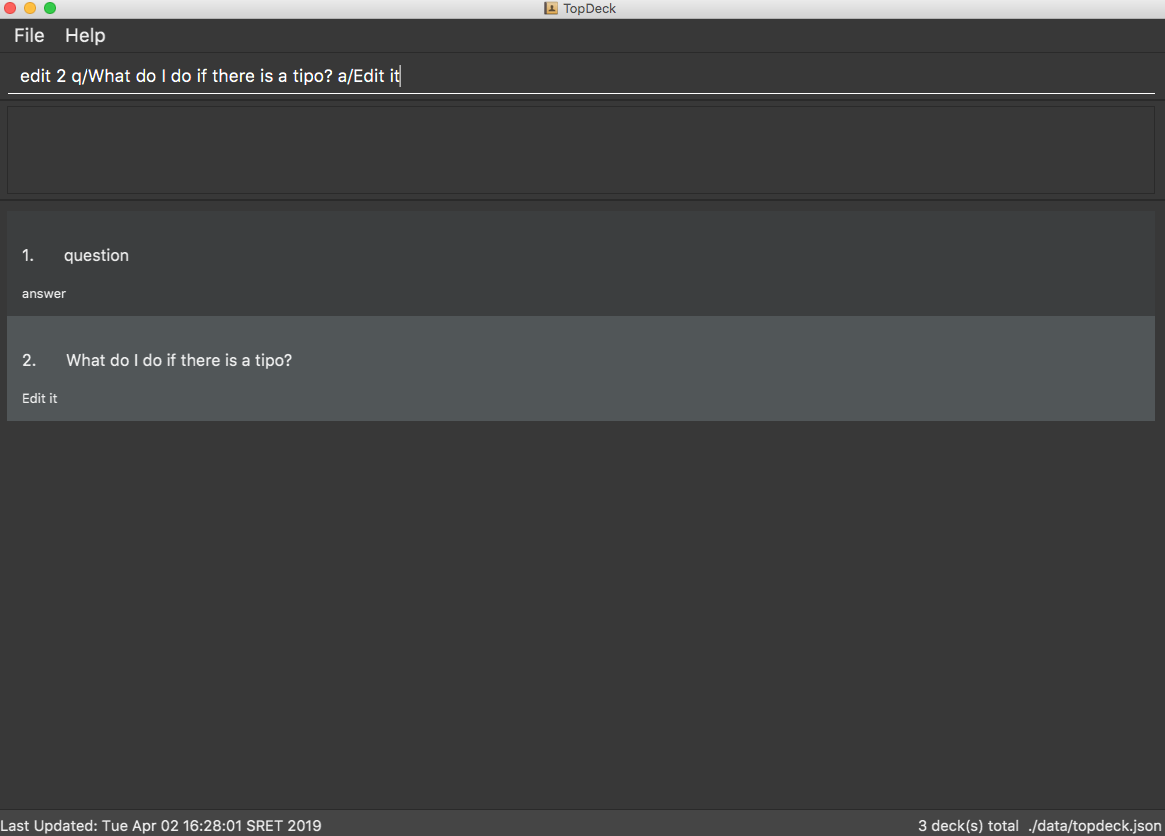 TopDeck
File Help
edit 2 q/What do I do if there is a tipo? a/Edit it
1. question
answer
2. What do I do if there is a tipo?
Edit it
Last Updated: Tue Apr 02 16:28:01 SRET 2019 3 deck(s) total ./data/topdeck.json